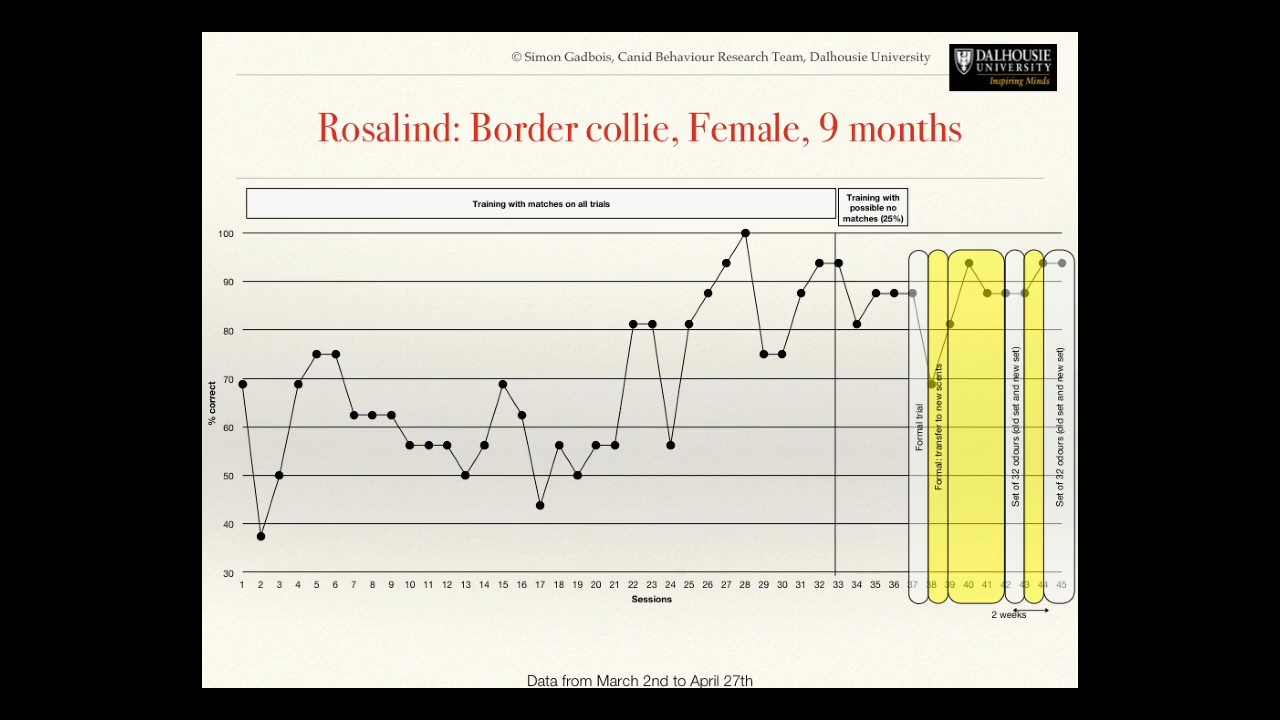 © Simon Gadbois, Canid Behaviour Research Team, Dalhousie University
DALHOUSIE
UNIVERSITY
Inspiring Minds
Rosalind: Border collie, Female, 9 months
Training with matches on all trials
Training with
possible no
matches (25%)
100
90
80
70
60
50
40
30
% correct
1 2 3 4 5 6 7 8 9 10 11 12 13 14 15 16 17 18 19 20 21 22 23 24 25 26 27 28 29 30 31 32 33 34 35 36 37 38 39 40 41 42 43 44 45
Sessions
Formal trial
Formal: transfer to new scents
Set of 32 odours (old set and new set)
Set of 32 odours (old set and new set)
2 weeks
Data from March 2nd to April 27th